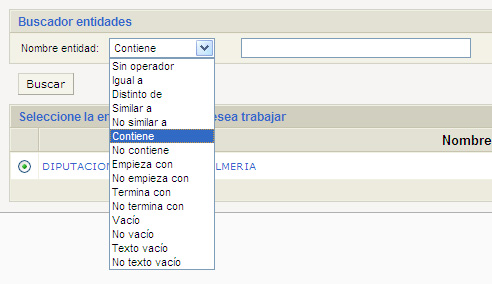 Buscador entidades
Nombre entidad: Contiene
Sin operador
Igual a
Distinto de
Similar a
No similar a
Contiene
No contiene
Empieza con
No empieza con
Termina con
No termina con
Vacío
No vacío
Texto vacío
No texto vacío
Buscar
Seleccione la en esea trabajar
Nombre
DIPUTACION LMERIA